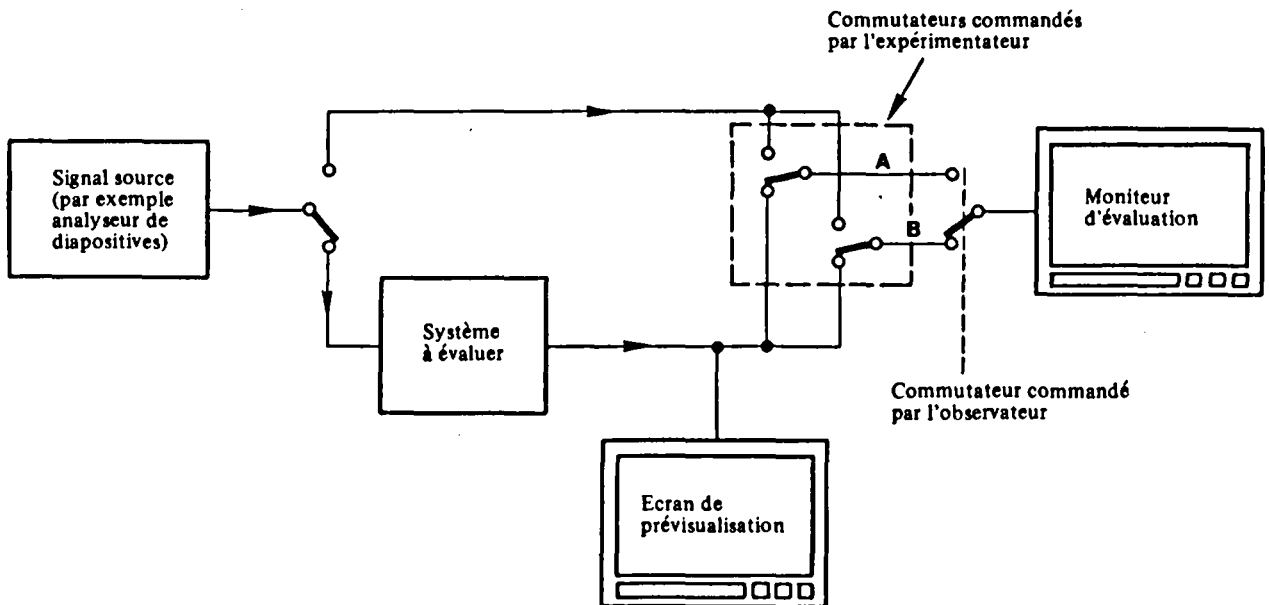 Commutateurs commandés
par l'expérimentateur
Signal source
(par exemple
analyseur de
diapositives)
A
B
Moniteur
d'évaluation
Système
à évaluer
Commutateur commandé
par l'observateur
Ecran de
prévisualisation